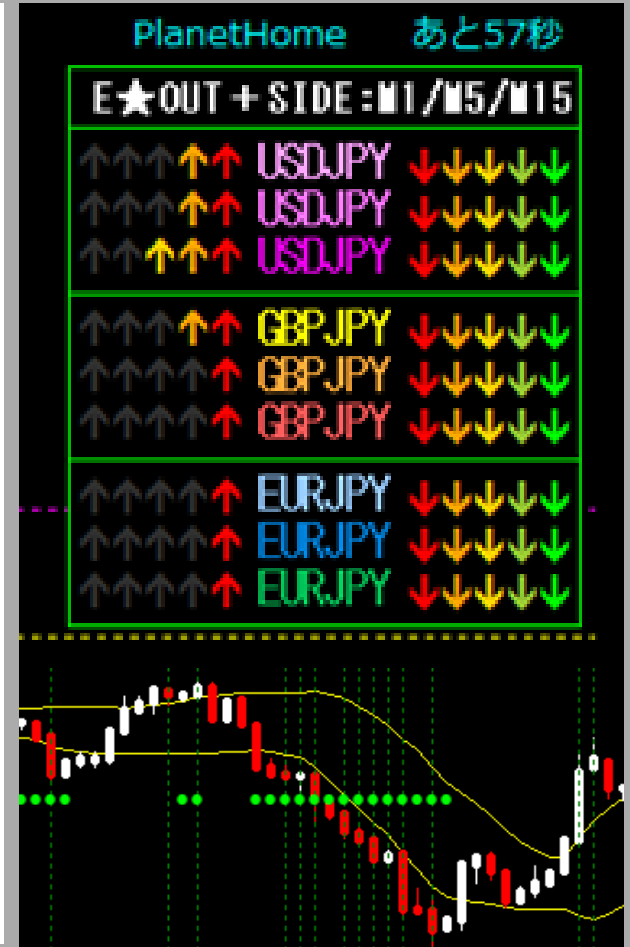 PlanetHome あと57秒
E★OUT+SIDE:M1/M5/M15
↑↑↑↑↑ USDJPY ↓↓↓↓↓
↑↑↑↑↑ USDJPY ↓↓↓↓↓
↑↑↑↑↑ USDJPY ↓↓↓↓↓
↑↑↑↑↑ GBPJPY ↓↓↓↓↓
↑↑↑↑↑ GBPJPY ↓↓↓↓↓
↑↑↑↑↑ GBPJPY ↓↓↓↓↓
↑↑↑↑↑ EURJPY ↓↓↓↓↓
↑↑↑↑↑ EURJPY ↓↓↓↓↓
↑↑↑↑↑ EURJPY ↓↓↓↓↓